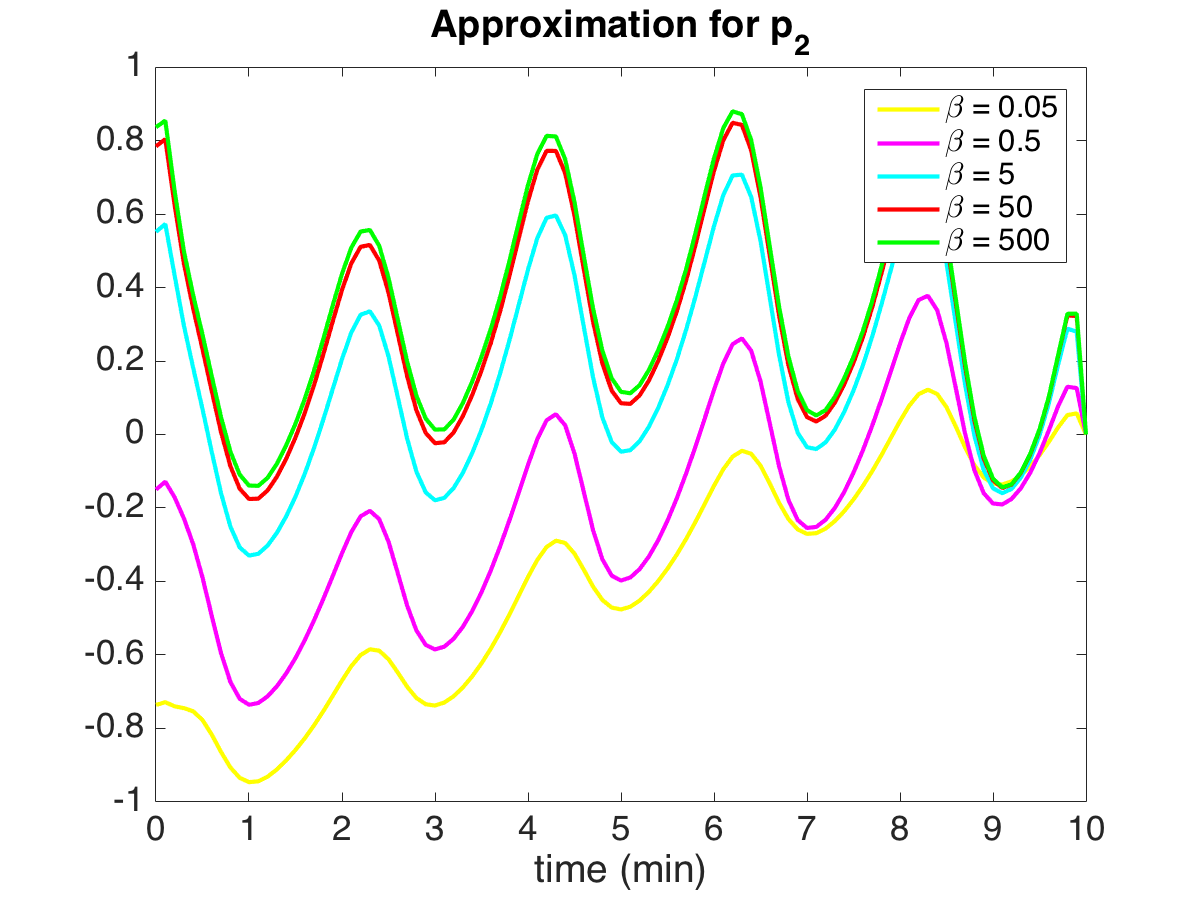 Approximation for p2
1
0.8
0.6
0.4
0.2
0
-0.2
-0.4
-0.6
-0.8
-1
β = 0.05
β = 0.5
β = 5
β = 50
β = 500
0 1 2 3 4 5 6 7 8 9 10
time (min)